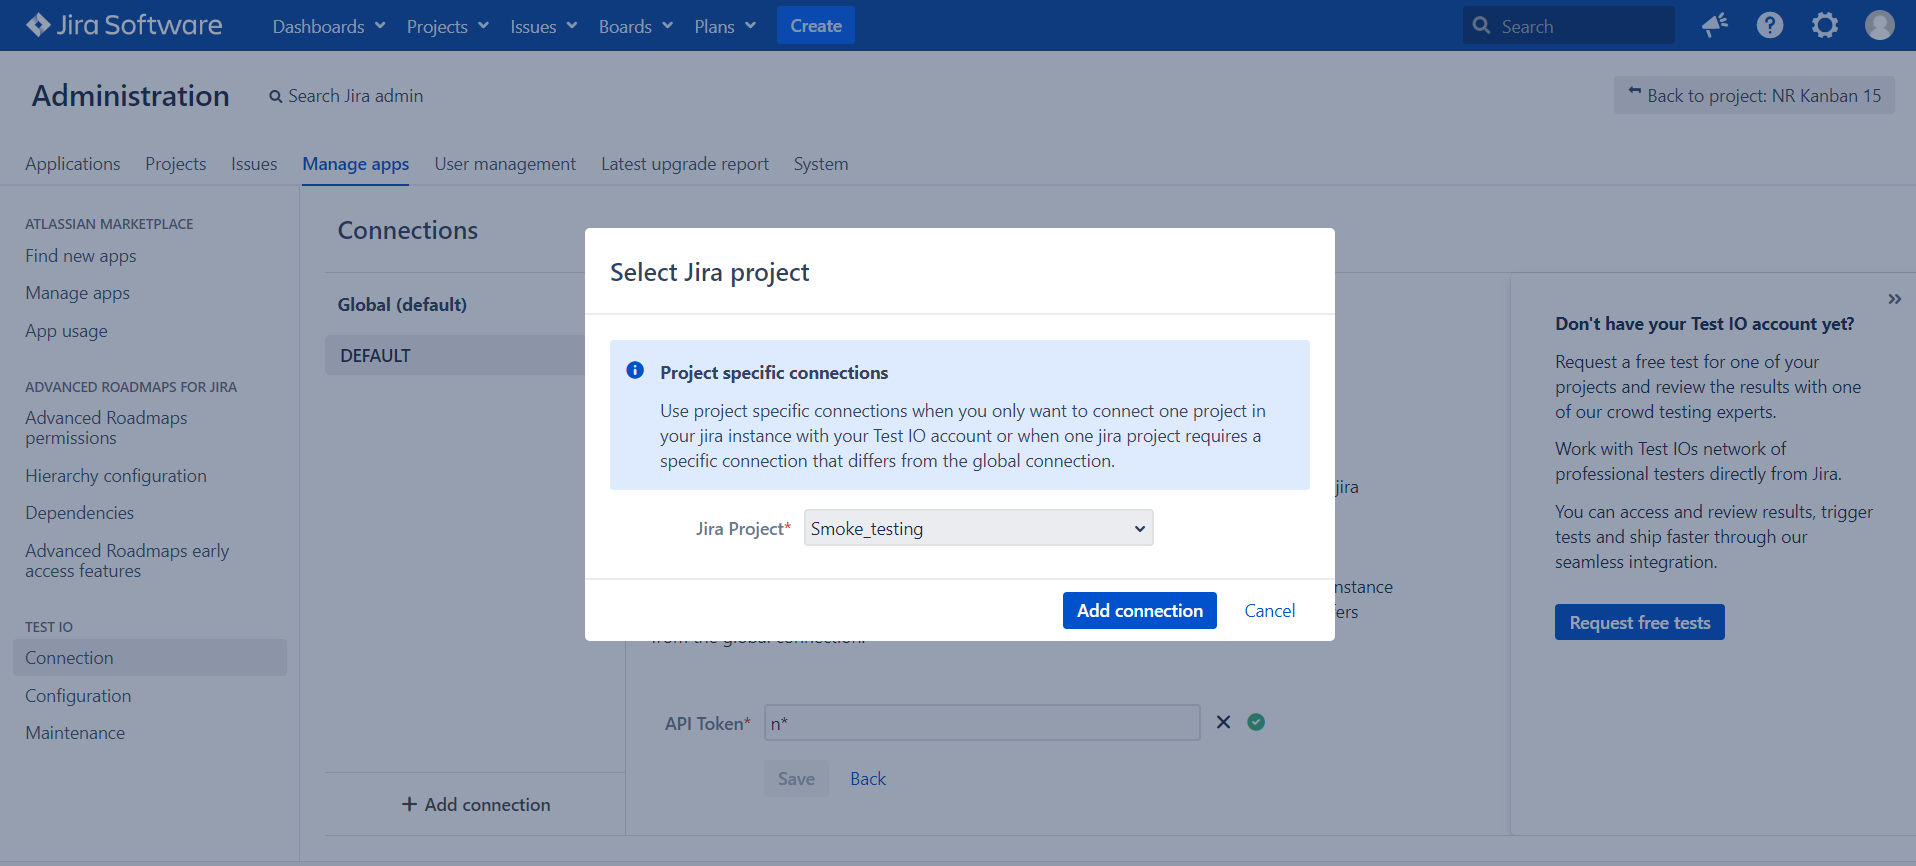 Jira Software
Dashboards Projects Issues Boards Plans Create Search
Administration Search Jira admin Back to project: NR Kanban 15
Applications Projects Issues Manage apps User management Latest upgrade report System
ATLASSIAN MARKETPLACE
Find new apps
Manage apps
App usage
ADVANCED ROADMAPS FOR JIRA
Advanced Roadmaps
permissions
Hierarchy configuration
Dependencies
Advanced Roadmaps early
access features
TEST IO
Connection
Configuration
Maintenance
Connections
Global (default)
DEFAULT
+ Add connection
Select Jira project
Project specific connections
Use project specific connections when you only want to connect one project in
your jira instance with your Test IO account or when one jira project requires a
specific connection that differs from the global connection.
Jira Project* Smoke_testing
Add connection Cancel
jira
nstance
ers
from the global connection.
API Token* n*
Save Back
Don't have your Test IO account yet?
Request a free test for one of your
projects and review the results with one
of our crowd testing experts.
Work with Test IOs network of
professional testers directly from Jira.
You can access and review results, trigger
tests and ship faster through our
seamless integration.
Request free tests